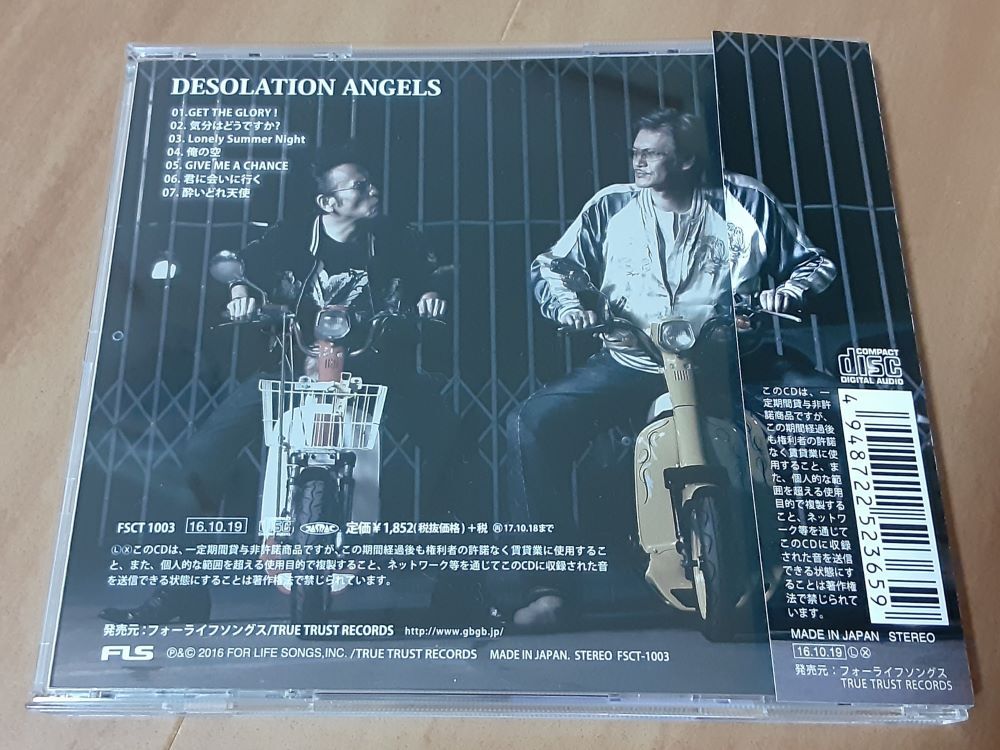 DESOLATION ANGELS
01.GET THE GLORY!
02. 気分はどうですか?
03. Lonely Summer Night
04. 俺の空
05. GIVE ME A CHANCE
06. 君に会いに行く
07. 酔いどれ天使
FSCT 1003 16.10.19 DISC JASRAC 定価¥1,852(税抜価格)+税 再17.10.18まで
Ⓛ Ⓧ このCDは、一定期間貸与非許諾商品ですが、この期間経過後も権利者の許諾なく賃貸業に使用するこ
と、また、個人的な範囲を超える使用目的で複製すること、ネットワーク等を通じてこのCDに収録された音
を送信できる状態にすることは著作権法で禁じられています。
発売元:フォーライフソングス/TRUE TRUST RECORDS http://www.gbgb.jp/
FLS Ⓟ&© 2016 FOR LIFE SONGS,INC. /TRUE TRUST RECORDS MADE IN JAPAN. STEREO FSCT-1003
COMPACT
disc
DIGITAL AUDIO
このCDは、一
定期間貸与非許
諾商品ですが、
この期間経過後
も権利者の許諾
なく賃貸業に使
用すること、ま
た、個人的な範
囲を超える使用
目的で複製する
こと、ネットワ
ーク等を通じて
このCDに収録
された音を送信
できる状態にす
ることは著作権
法で禁じられて
います。
4948722523659
MADE IN JAPAN STEREO
16.10.19 Ⓛ Ⓧ
発売元:フォーライフソングス
TRUE TRUST RECORDS